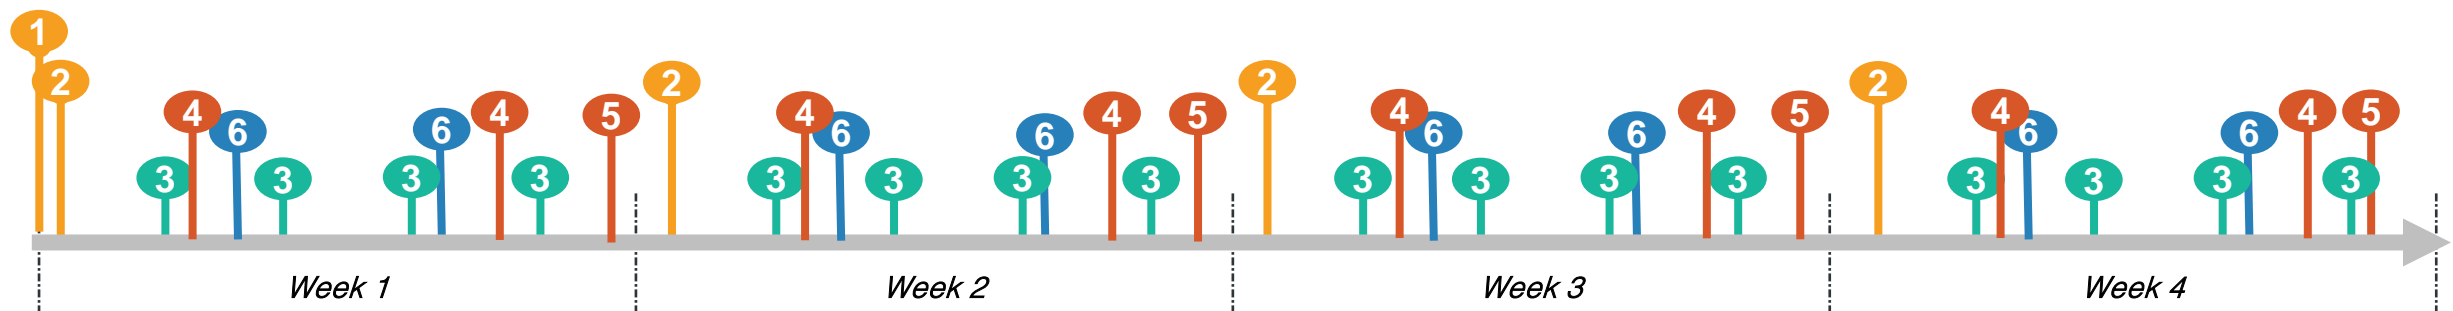 1
2 2 2 2
4 6 6 4 5 4 6 6 4 5 4 6 6 4 5 4 6 6 4 5
3 3 3 3 3 3 3 3 3 3 3 3 3 3 3 3
Week 1 Week 2 Week 3 Week 4